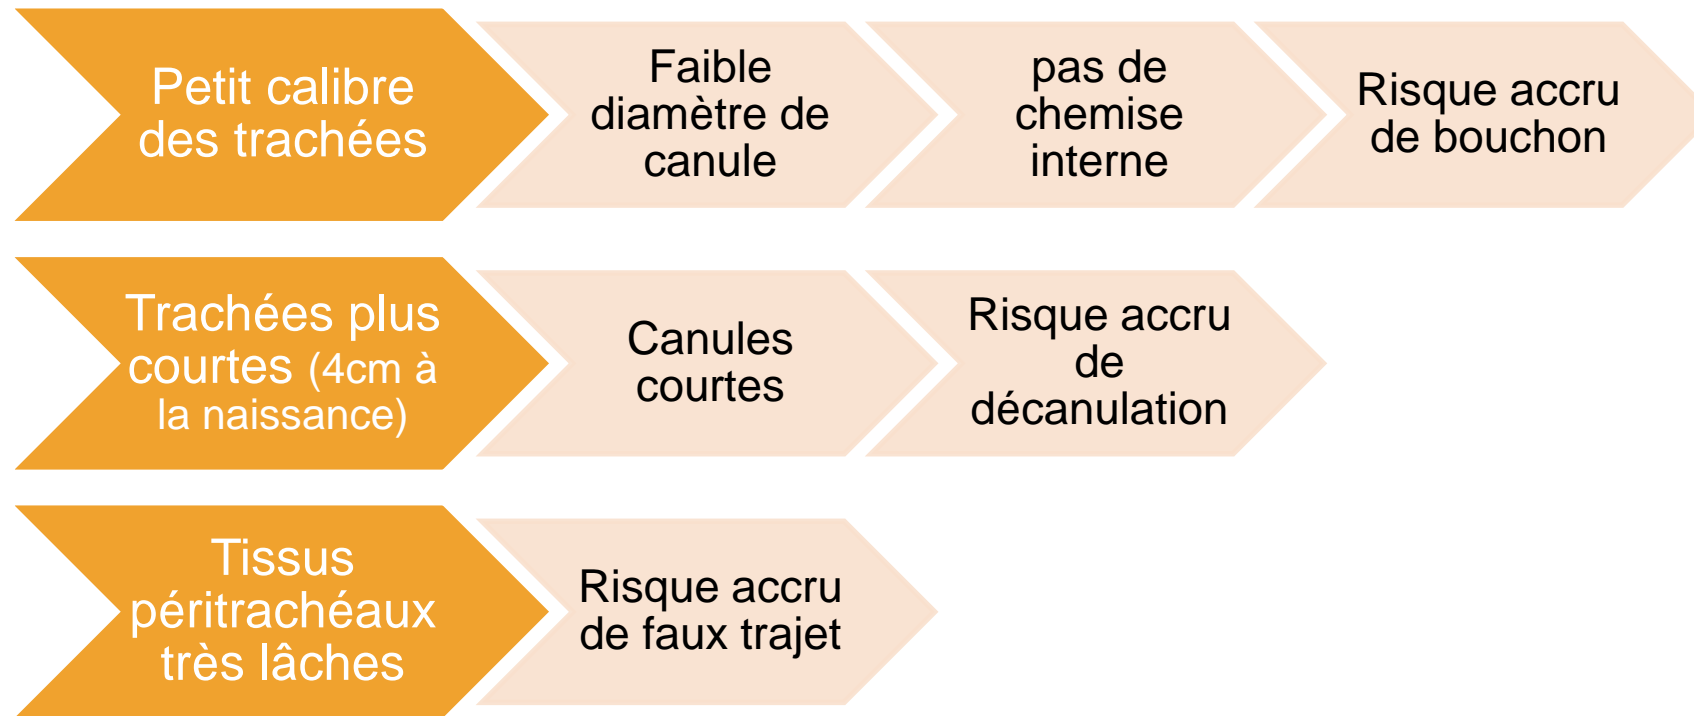 Petit calibre
des trachées
Faible
diamètre de
canule
pas de
chemise
interne
Risque accru
de bouchon
Trachées plus
courtes (4cm à
la naissance)
Canules
courtes
Risque accru
de
décanulation
Tissus
péritrachéaux
très lâches
Risque accru
de faux trajet